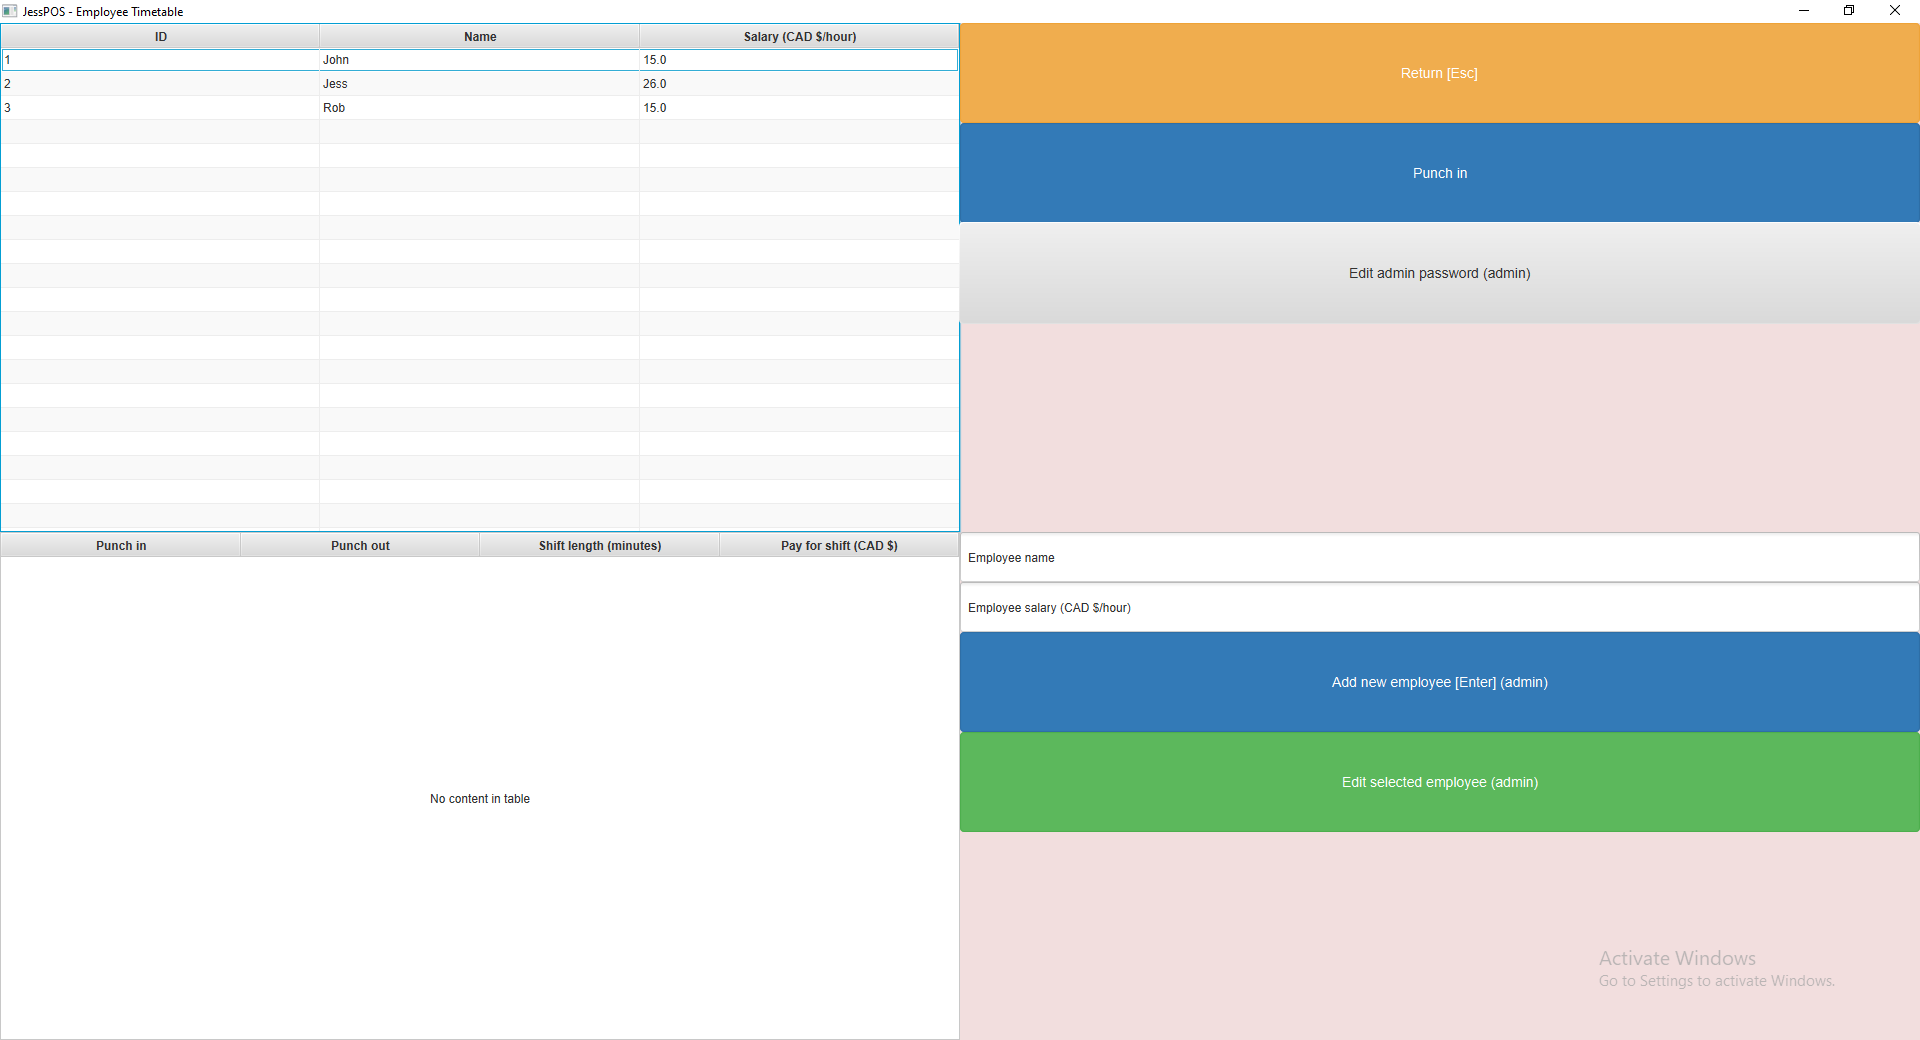 JessPOS - Employee Timetable
ID Name Salary (CAD $/hour)
1 John 15.0
2 Jess 26.0
3 Rob 15.0
Return [Esc]
Punch in
Edit admin password (admin)
Punch in Punch out Shift length (minutes) Pay for shift (CAD $)
No content in table
Employee name
Employee salary (CAD $/hour)
Add new employee [Enter] (admin)
Edit selected employee (admin)
Activate Windows
Go to Settings to activate Windows.